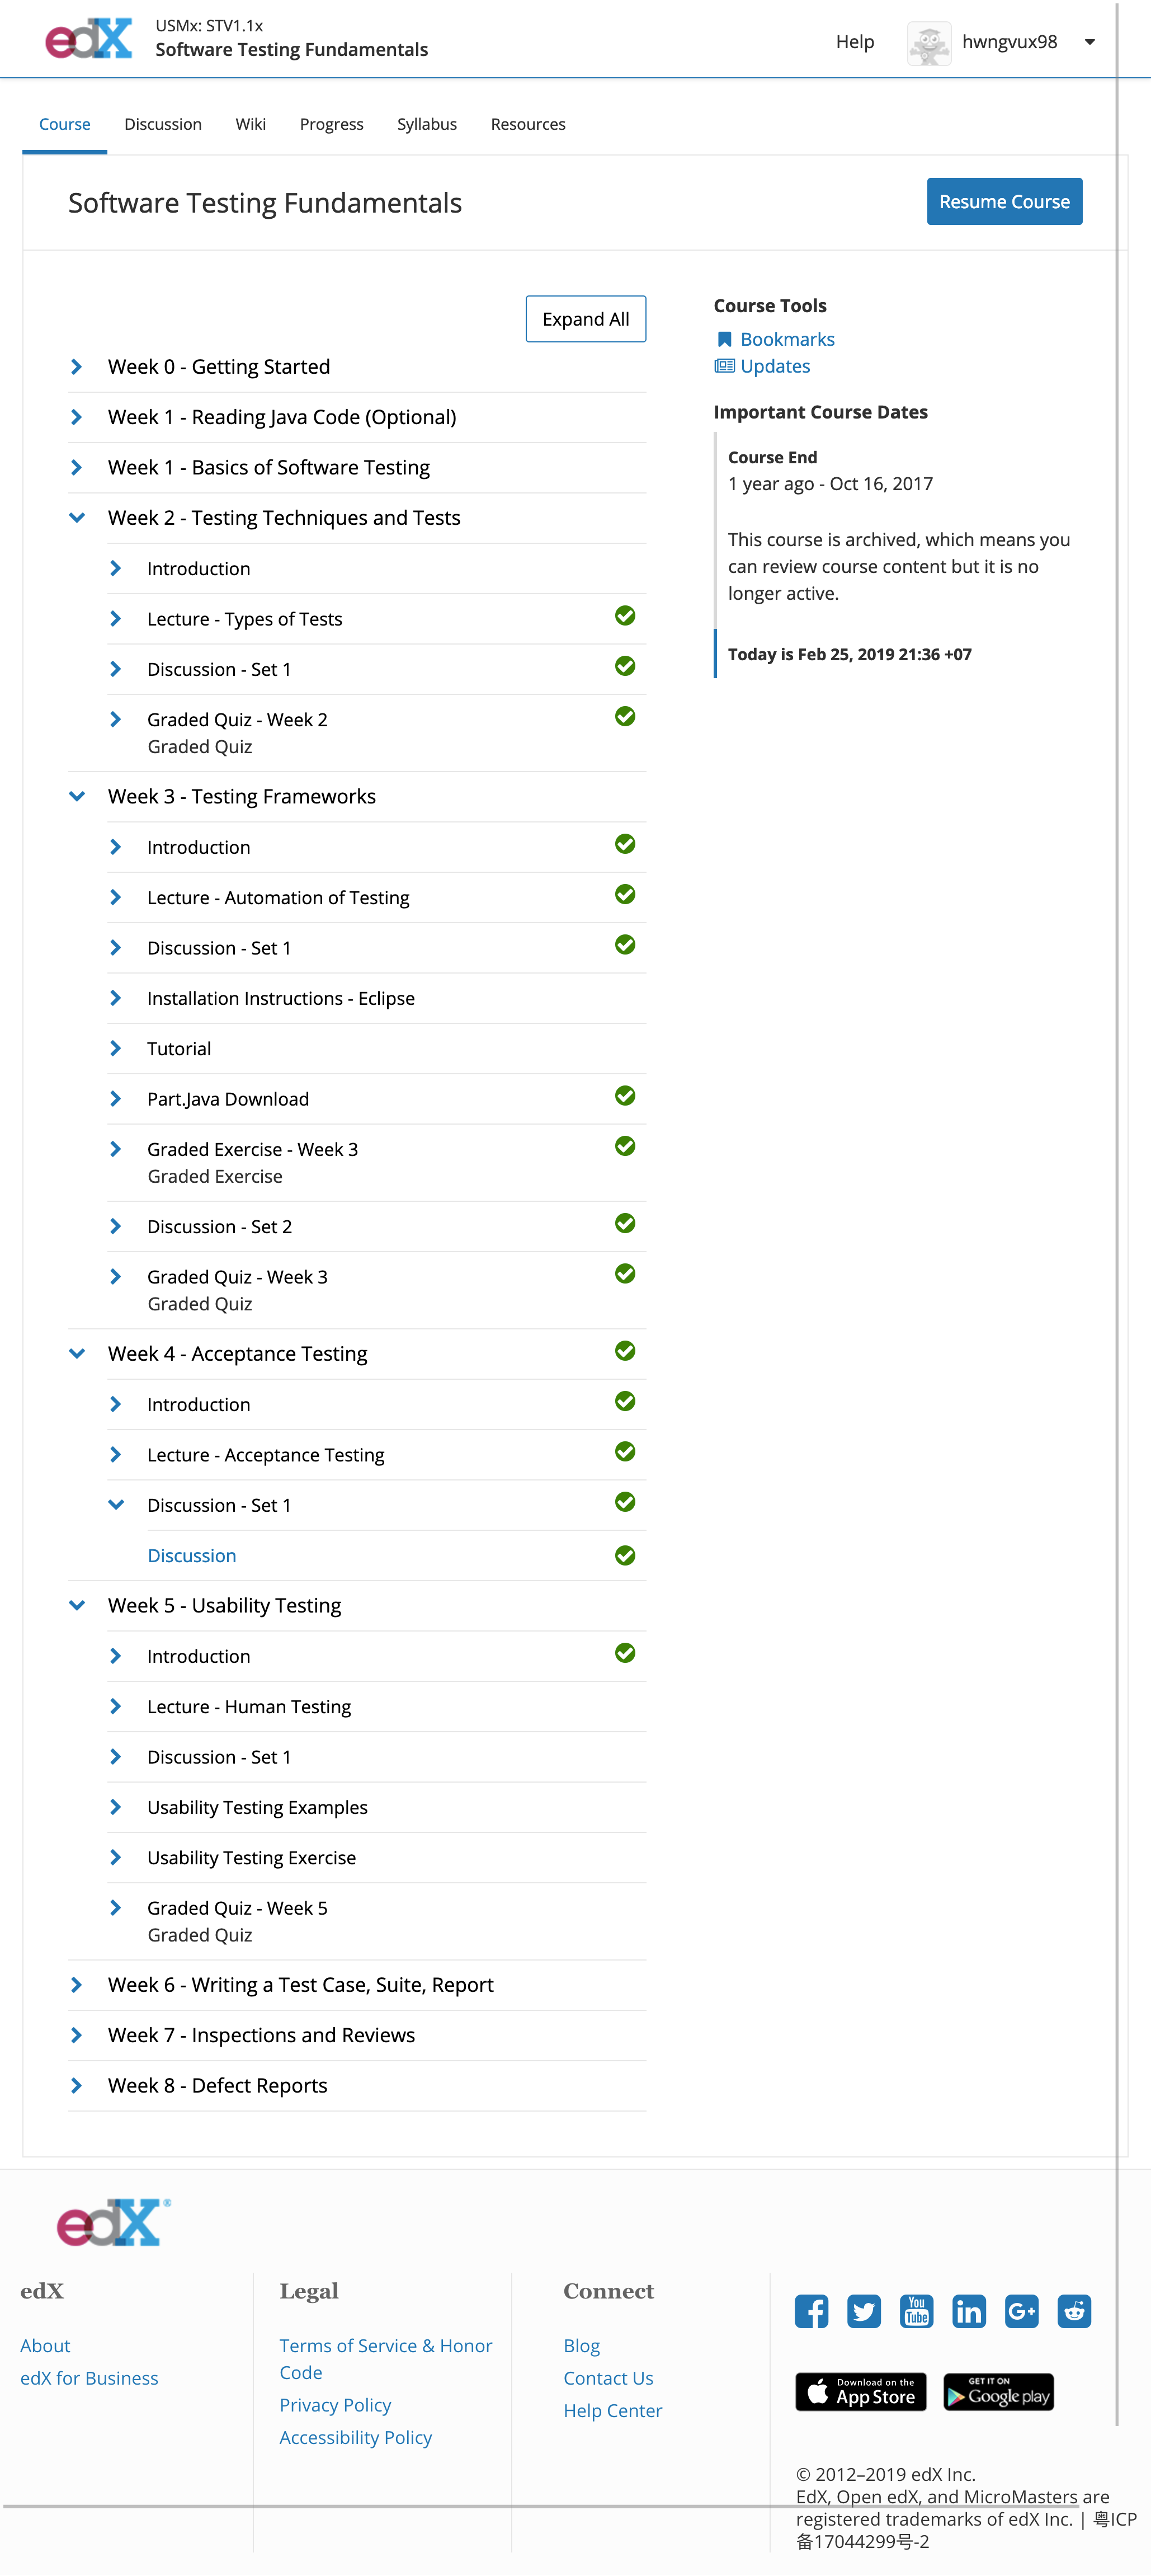 edX
USMx: STV1.1x
Software Testing Fundamentals
Help
hwngvux98
Course
Discussion
Wiki
Progress
Syllabus
Resources
Software Testing Fundamentals
Resume Course
Expand All
Week 0 - Getting Started
Week 1 - Reading Java Code (Optional)
Week 1 - Basics of Software Testing
Week 2 - Testing Techniques and Tests
Introduction
Lecture - Types of Tests
Discussion - Set 1
Graded Quiz - Week 2
Graded Quiz
Week 3 - Testing Frameworks
Introduction
Lecture - Automation of Testing
Discussion - Set 1
Installation Instructions - Eclipse
Tutorial
Part.Java Download
Graded Exercise - Week 3
Graded Exercise
Discussion - Set 2
Graded Quiz - Week 3
Graded Quiz
Week 4 - Acceptance Testing
Introduction
Lecture - Acceptance Testing
Discussion - Set 1
Discussion
Week 5 - Usability Testing
Introduction
Lecture - Human Testing
Discussion - Set 1
Usability Testing Examples
Usability Testing Exercise
Graded Quiz - Week 5
Graded Quiz
Week 6 - Writing a Test Case, Suite, Report
Week 7 - Inspections and Reviews
Week 8 - Defect Reports
Course Tools
Bookmarks
Updates
Important Course Dates
Course End
1 year ago - Oct 16, 2017
This course is archived, which means you
can review course content but it is no
longer active.
Today is Feb 25, 2019 21:36 +07
edX®
edX
About
edX for Business
Legal
Terms of Service & Honor
Code
Privacy Policy
Accessibility Policy
Connect
Blog
Contact Us
Help Center
You
Tube
in
G+
Download on the
App Store
GET IT ON
Google play
© 2012–2019 edX Inc.
EdX, Open edX, and MicroMasters are
registered trademarks of edX Inc. | 粤ICP
备17044299号-2